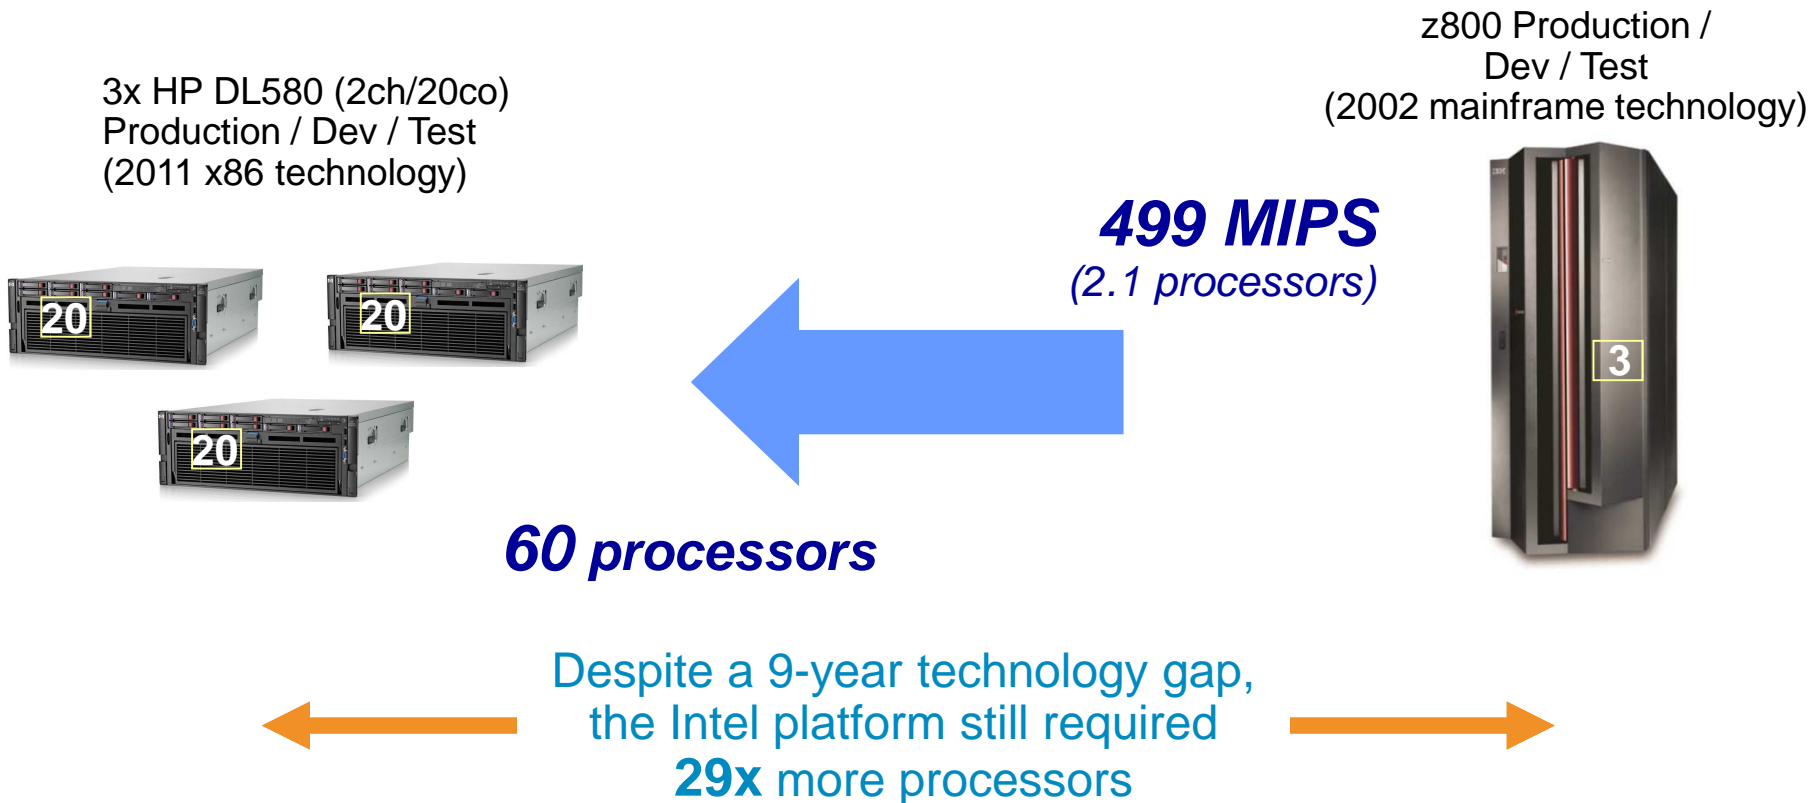 3x HP DL580 (2ch/20co)
Production / Dev / Test
(2011 x86 technology)
z800 Production /
Dev / Test
(2002 mainframe technology)
20
20
20
499 MIPS
(2.1 processors)
3
60 processors
Despite a 9-year technology gap,
the Intel platform still required
29x more processors